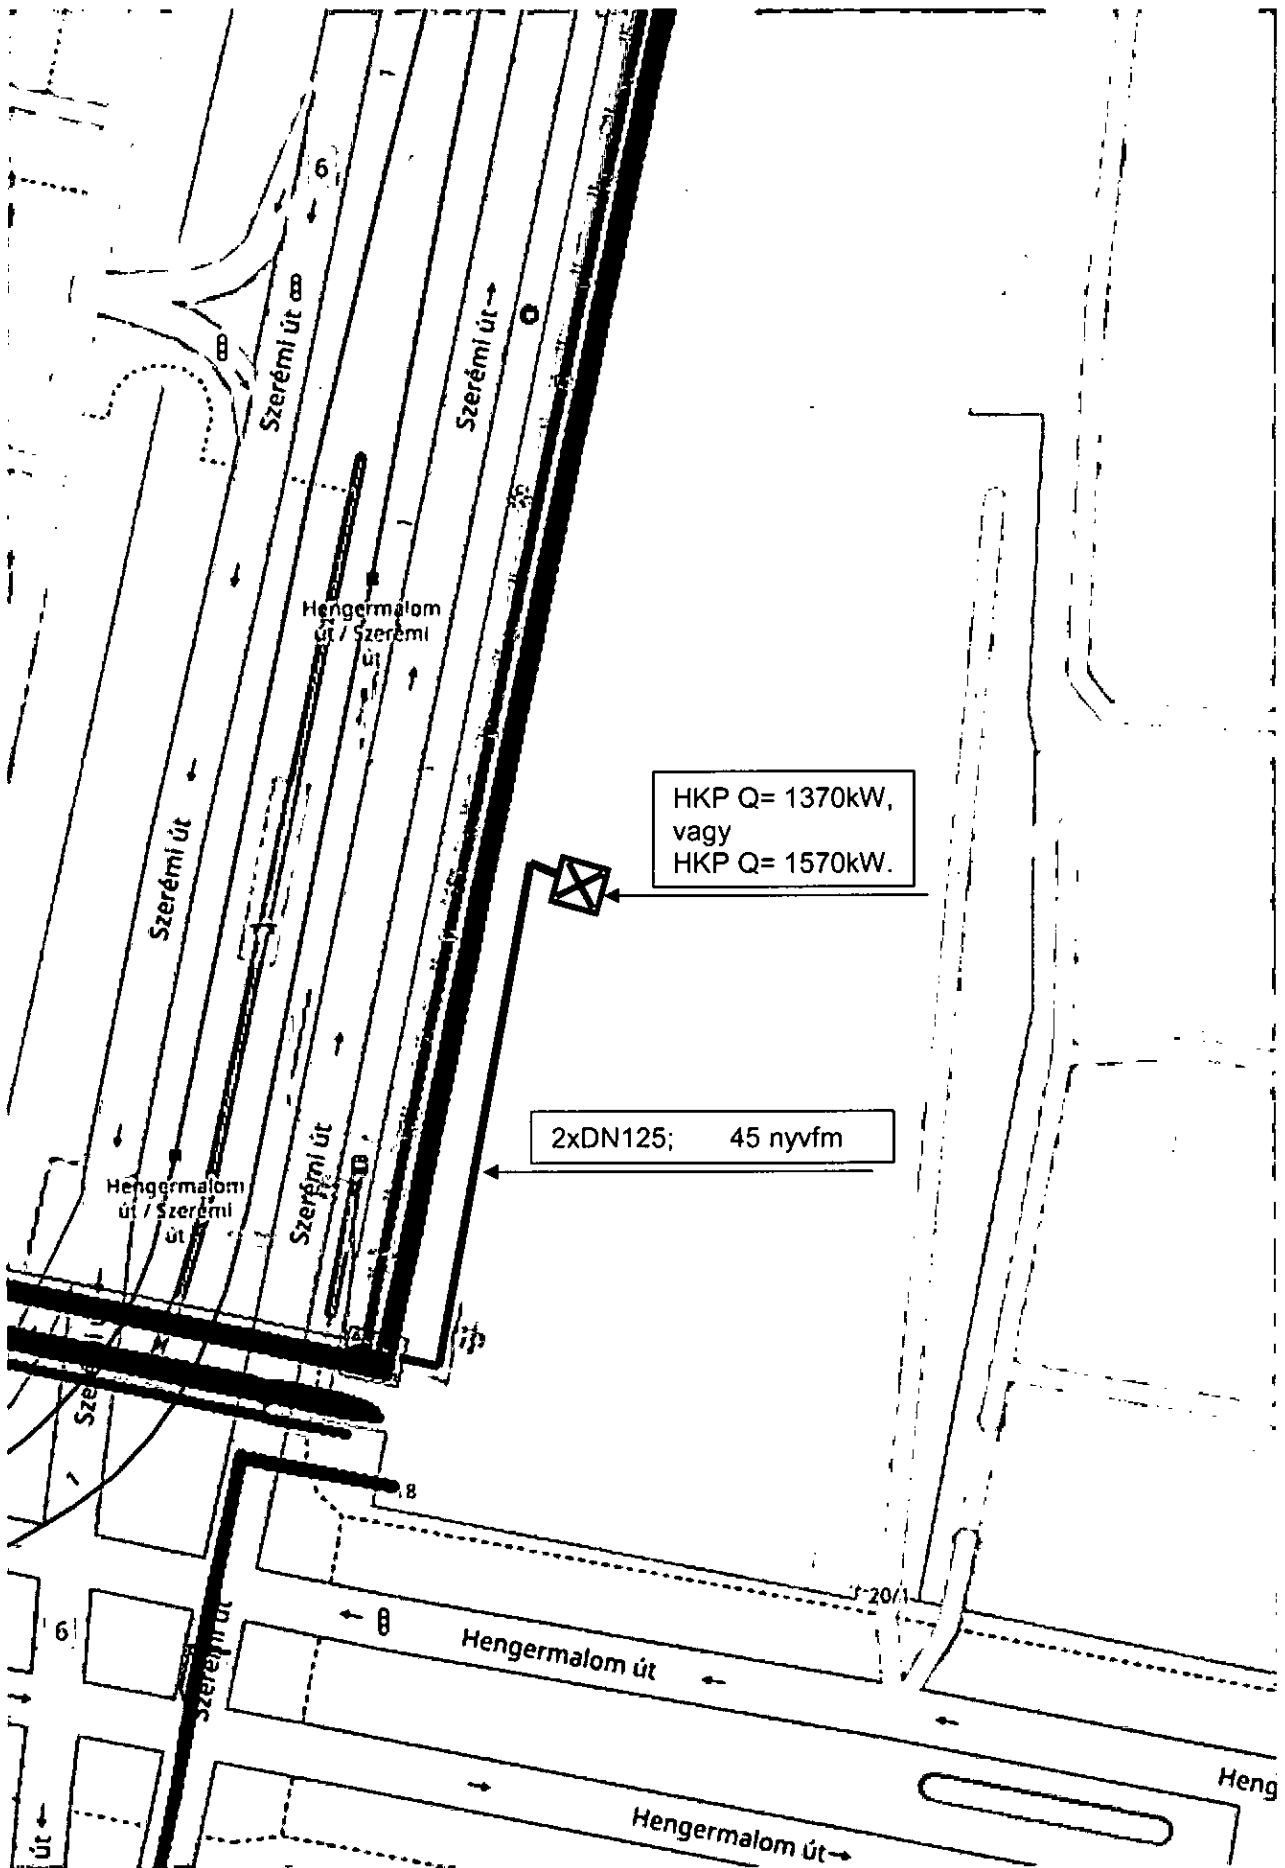 6
Szerémi út
Szerémi út
Hengermalom
út / Szerémi
út
HKP Q= 1370kW,
vagy
HKP Q= 1570kW.
Szerémi út
2xDN125; 45 nyvfm
Szerémi út
Hengermalom
út / Szerémi
út
8
20/
6
Szerémi út
Hengermalom út
Heng
Hengermalom út
út